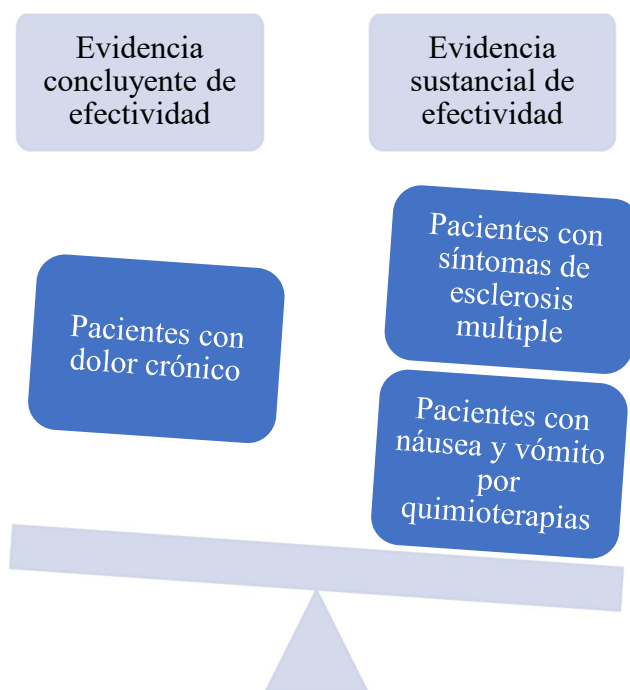 Evidencia
concluyente de
efectividad
Evidencia
sustancial de
efectividad
Pacientes con
dolor crónico
Pacientes con
síntomas de
esclerosis
multiple
Pacientes con
náusea y vómito
por
quimioterapias